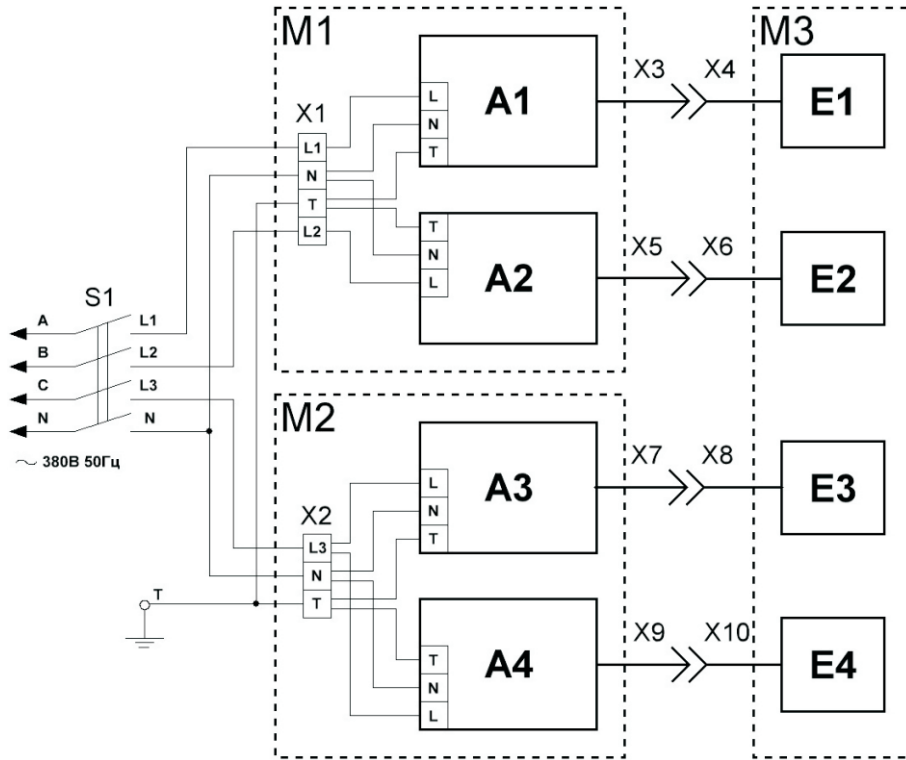 M1
M3
A1
X3 X4
E1
L
N
T
X1
L1
N
T
L2
A2
T
N
L
X5 X6
E2
S1
A L1
B L2
C L3
N N
~ 380В 50Гц
M2
A3
L
N
T
X7 X8
E3
X2
L3
N
T
T
A4
T
N
L
X9 X10
E4